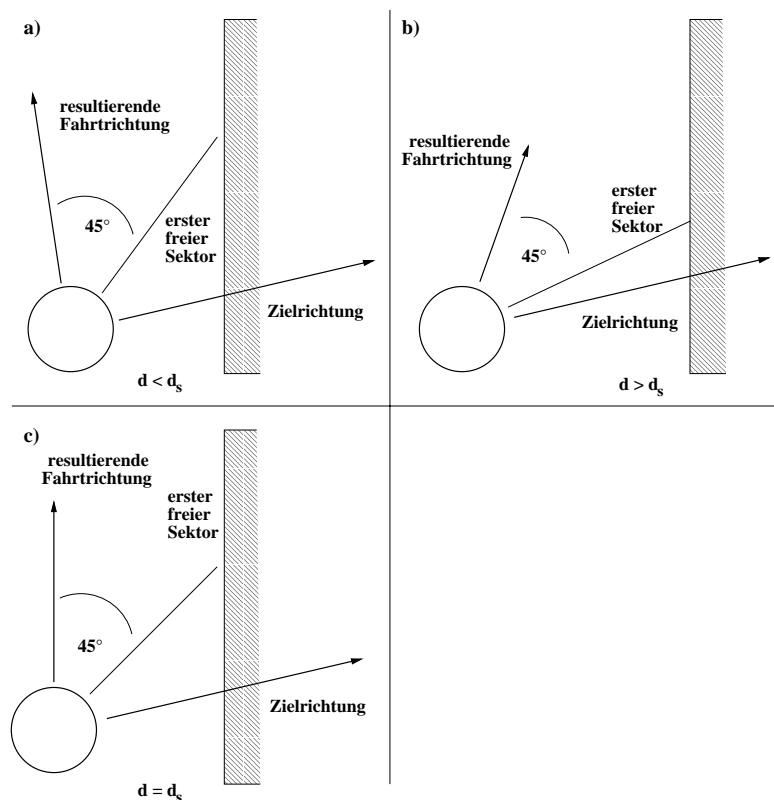 a)
resultierende
Fahrtrichtung
45°
erster
freier
Sektor
Zielrichtung
d < dₛ
b)
resultierende
Fahrtrichtung
45°
erster
freier
Sektor
Zielrichtung
d > dₛ
c)
resultierende
Fahrtrichtung
45°
erster
freier
Sektor
Zielrichtung
d = dₛ